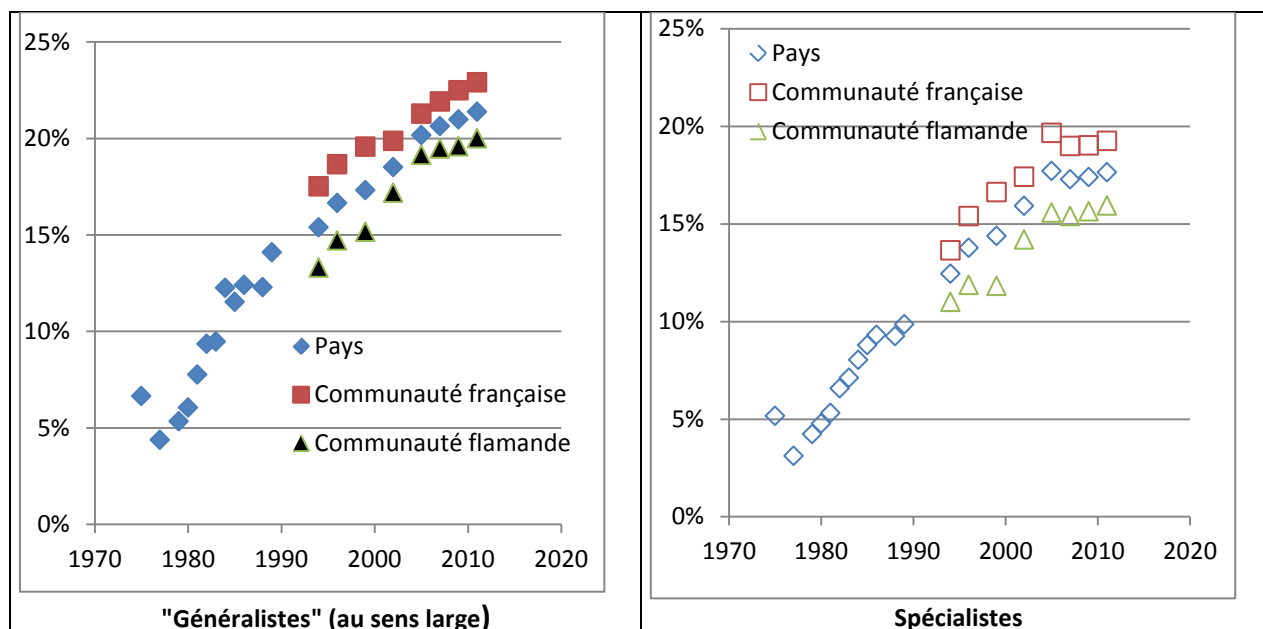 25%
20%
15%
10%
5%
0%
Pays
Communauté française
Communauté flamande
1970 1980 1990 2000 2010 2020
"Généralistes" (au sens large)
25%
20%
15%
10%
5%
0%
Pays
Communauté française
Communauté flamande
1970 1980 1990 2000 2010 2020
Spécialistes